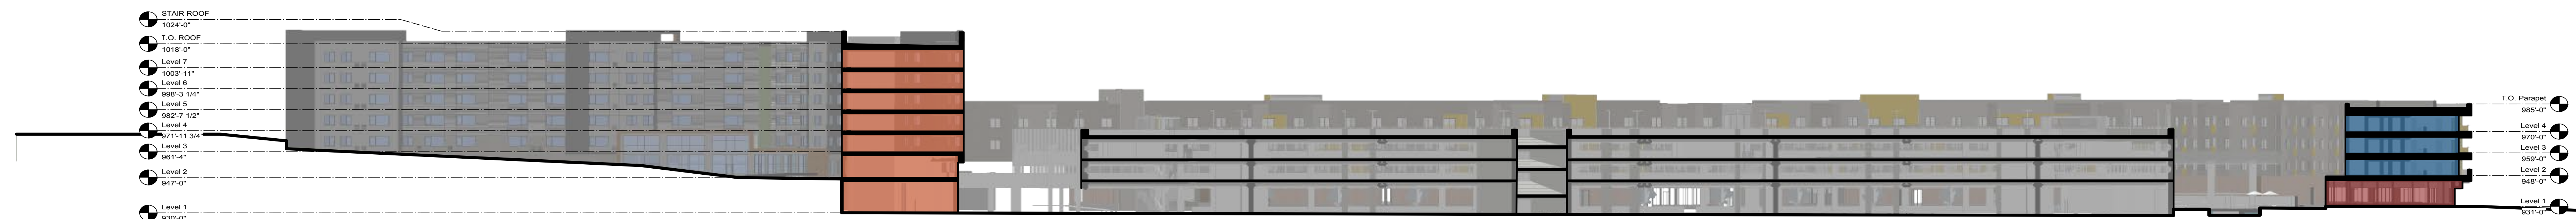 STAIR ROOF
1024'-0"
T.O. ROOF
1018'-0"
Level 7
1003'-11"
Level 6
998'-3 1/4"
Level 5
982'-7 1/2"
Level 4
971'-11 3/4"
Level 3
961'-4"
Level 2
947'-0"
Level 1
930'-0"
T.O. Parapet
985'-0"
Level 4
970'-0"
Level 3
959'-0"
Level 2
948'-0"
Level 1
931'-0"